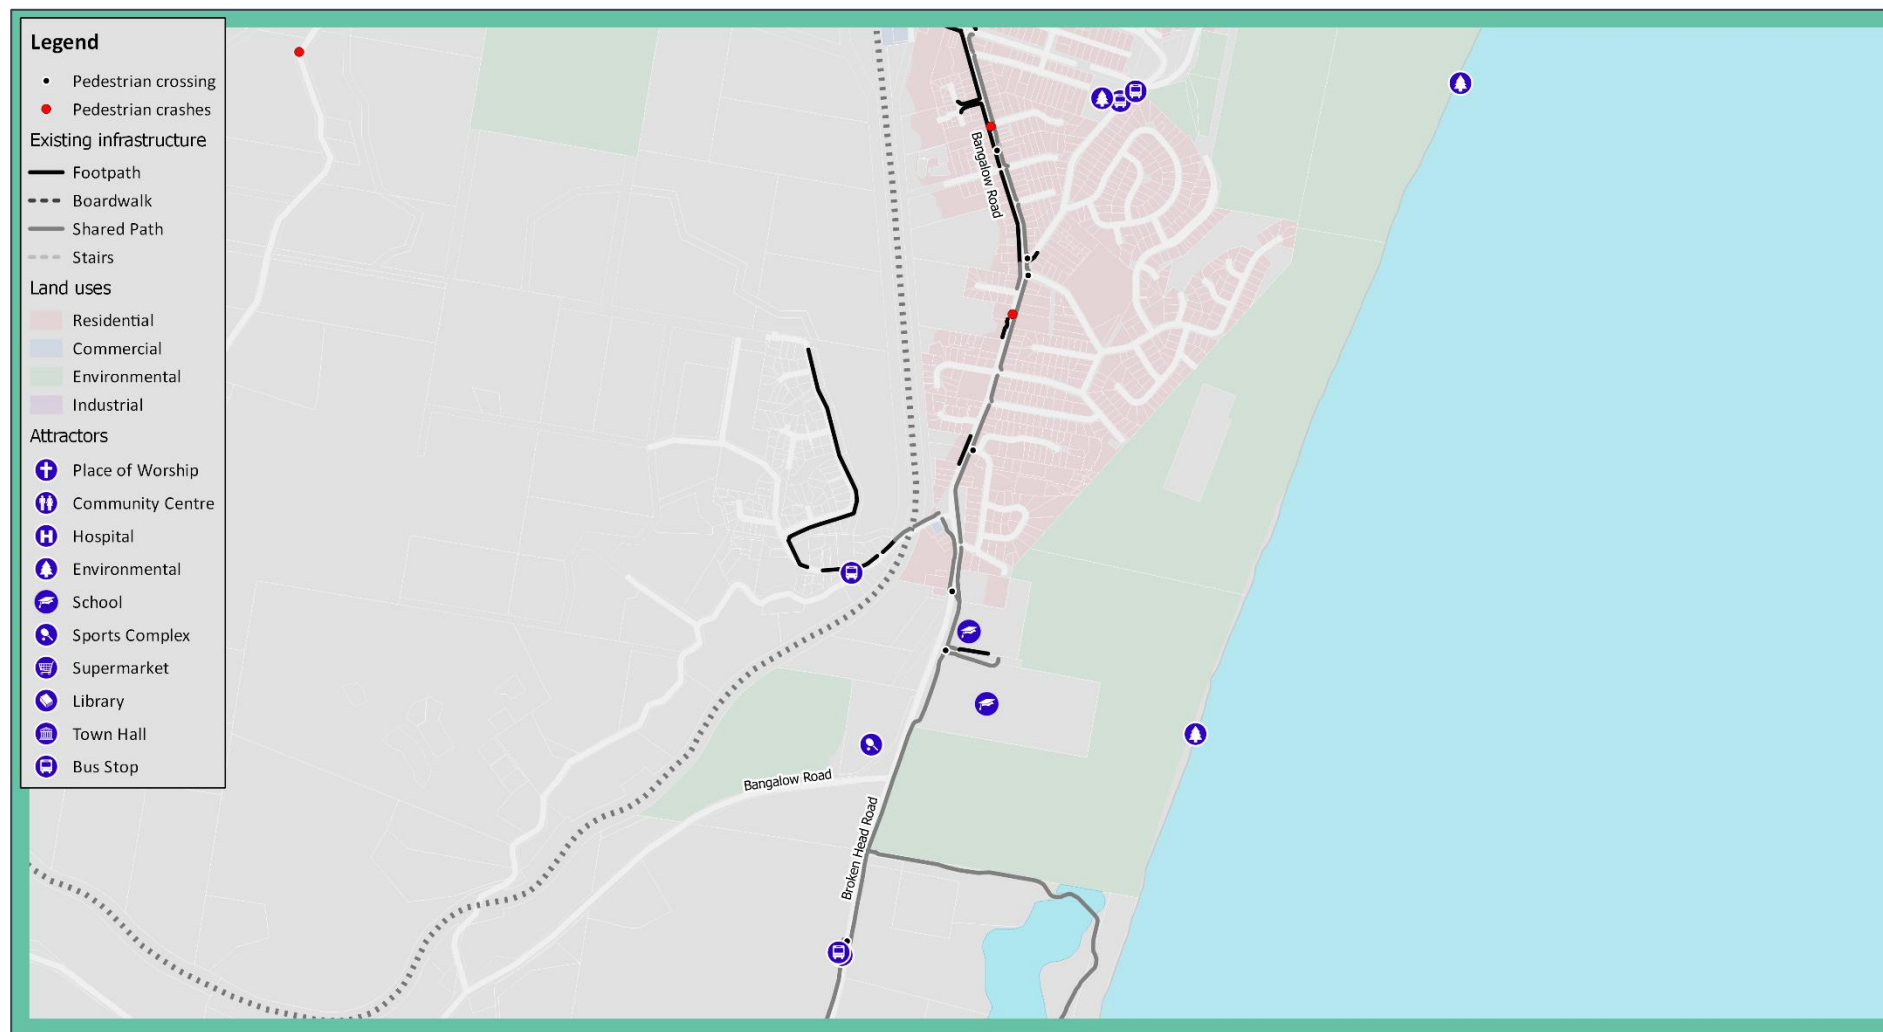 Legend
Pedestrian crossing
Pedestrian crashes
Existing infrastructure
Footpath
Boardwalk
Shared Path
Stairs
Land uses
Residential
Commercial
Environmental
Industrial
Attractors
Place of Worship
Community Centre
H Hospital
Environmental
School
Sports Complex
Supermarket
Library
Town Hall
Bus Stop
Bangalow Road
Bangalow Road
Broken Head Road